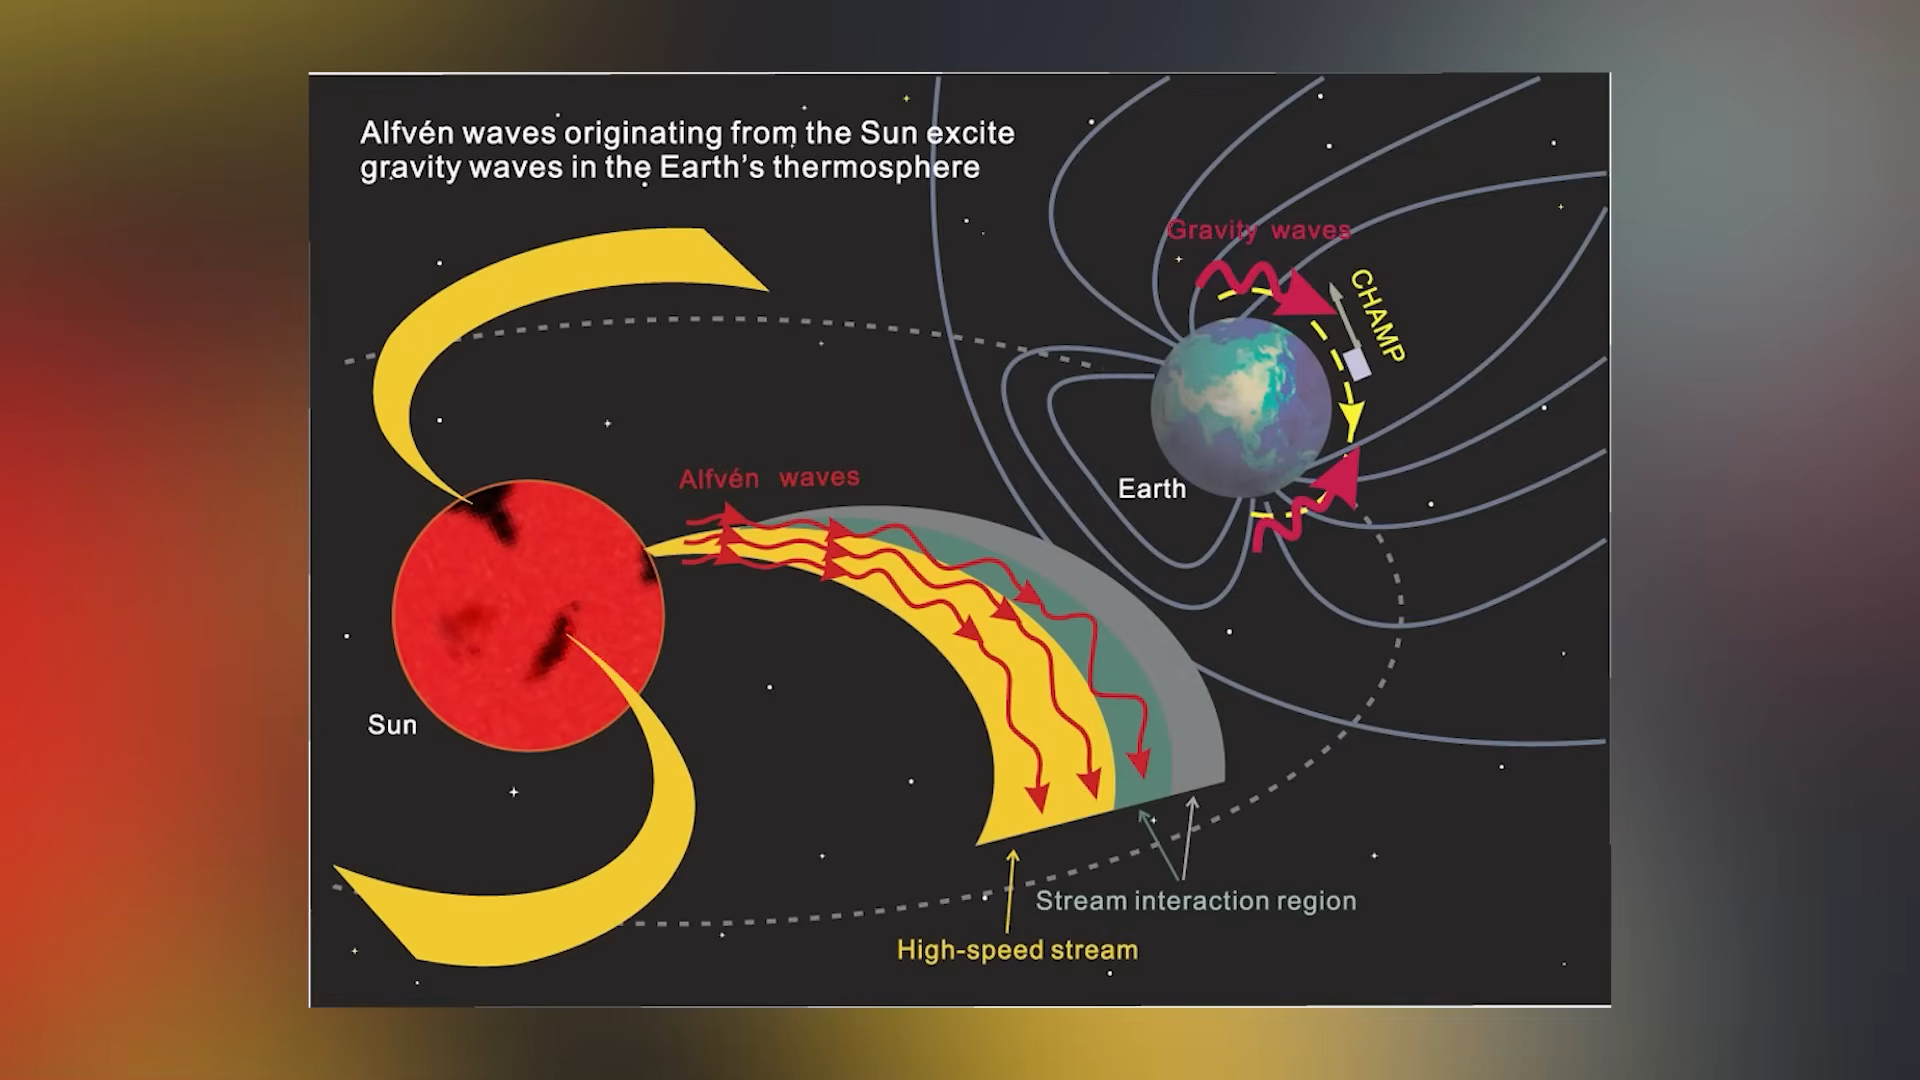 Alfvén waves originating from the Sun excite
gravity waves in the Earth's thermosphere
Gravity waves
CHAMP
Alfvén waves
Earth
Sun
Stream interaction region
High-speed stream